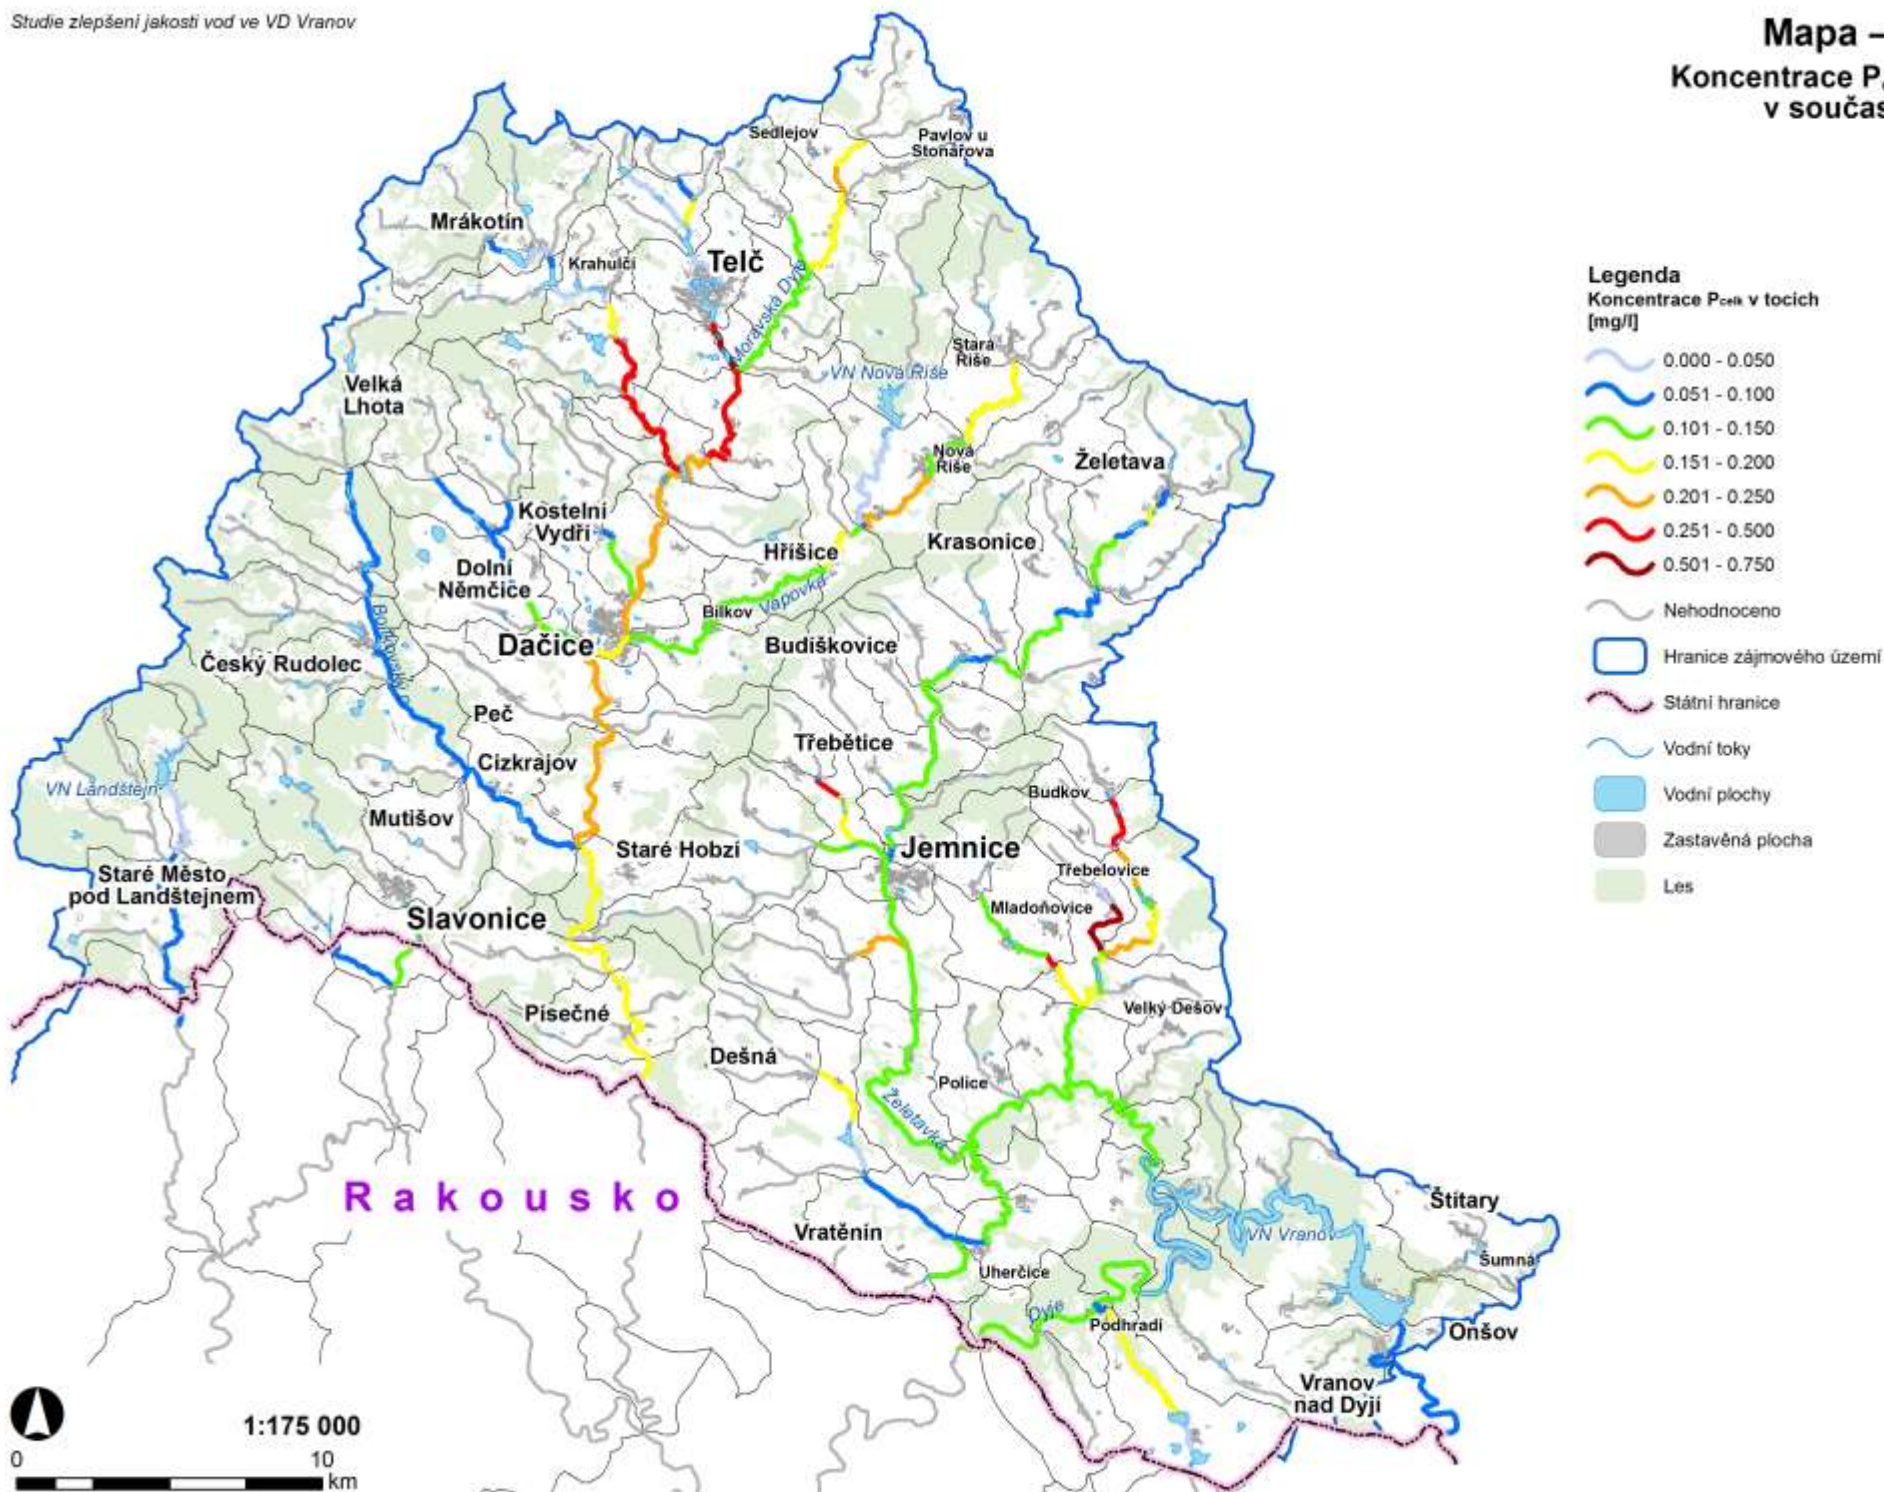 Studie zlepšení jakosti vod ve VD Vranov
Mapa –
Koncentrace P
v součas
Sedlejov
Pavlov u
Stonařova
Mrákotín
Krahulčí
Telč
Moravská Dyje
Stará
Říše
VN Nová Říše
Velká
Lhota
Nová
Říše
Želetava
Kostelní
Vydří
Hříšice
Krasonice
Dolní
Němčice
Bílkov
Vápovka
Dačice
Budíškovice
Český Rudolec
Peč
Třebětice
Cizkrajov
VN Landštejn
Budkov
Mutišov
Staré Hobzí
Jemnice
Staré Město
pod Landštejnem
Třebelovice
Mladoňovice
Slavonice
Velký Dešov
Písečné
Dešná
Police
Želetavka
Rakousko
Štítary
Vratěnín
VN Vranov
Šumná
Uherčice
Dyje
Podhradí
Onšov
Vranov
nad Dyjí
1:175 000
0 10
km
Legenda
Koncentrace Pcelk v tocích
[mg/l]
0.000 - 0.050
0.051 - 0.100
0.101 - 0.150
0.151 - 0.200
0.201 - 0.250
0.251 - 0.500
0.501 - 0.750
Nehodnoceno
Hranice zájmového území
Státní hranice
Vodní toky
Vodní plochy
Zastavěná plocha
Les